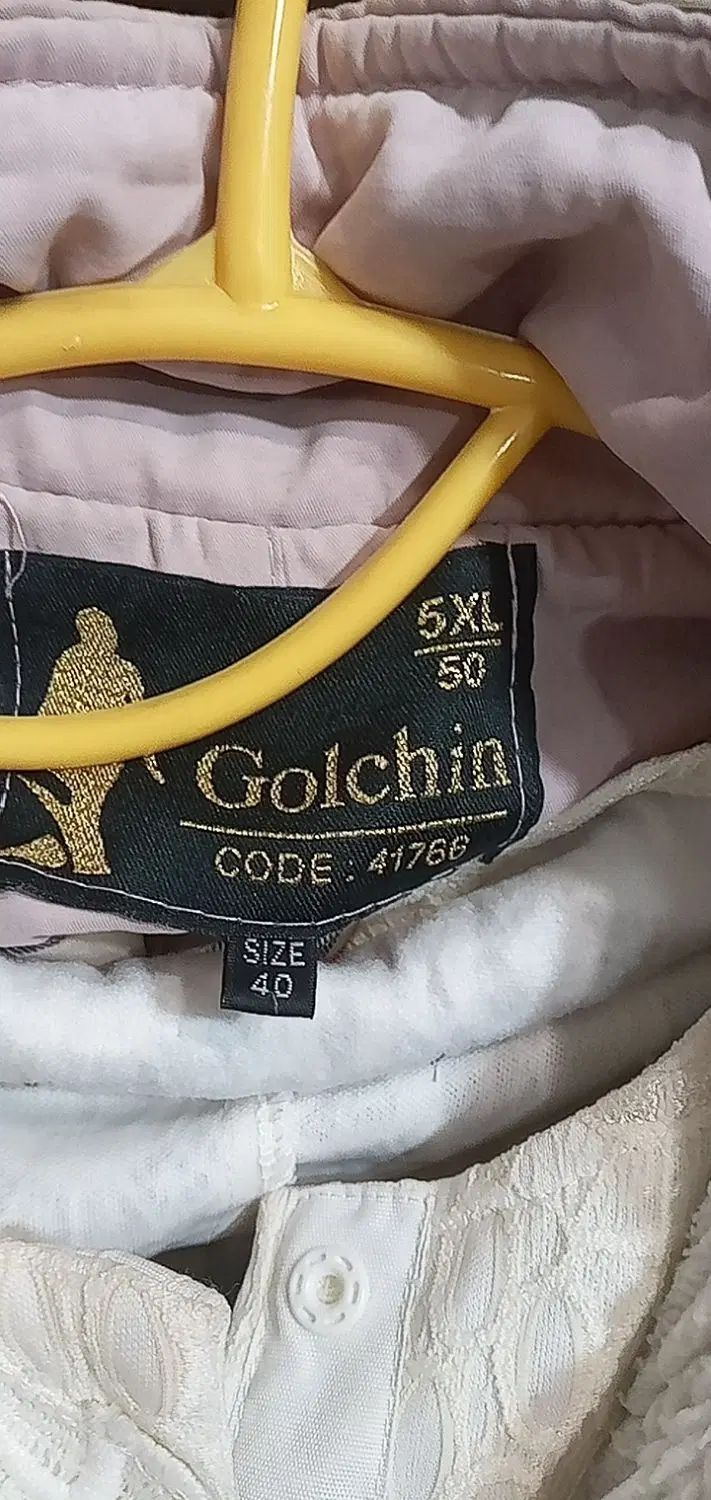 5XL
50
Golchin
CODE : 41766
SIZE
40